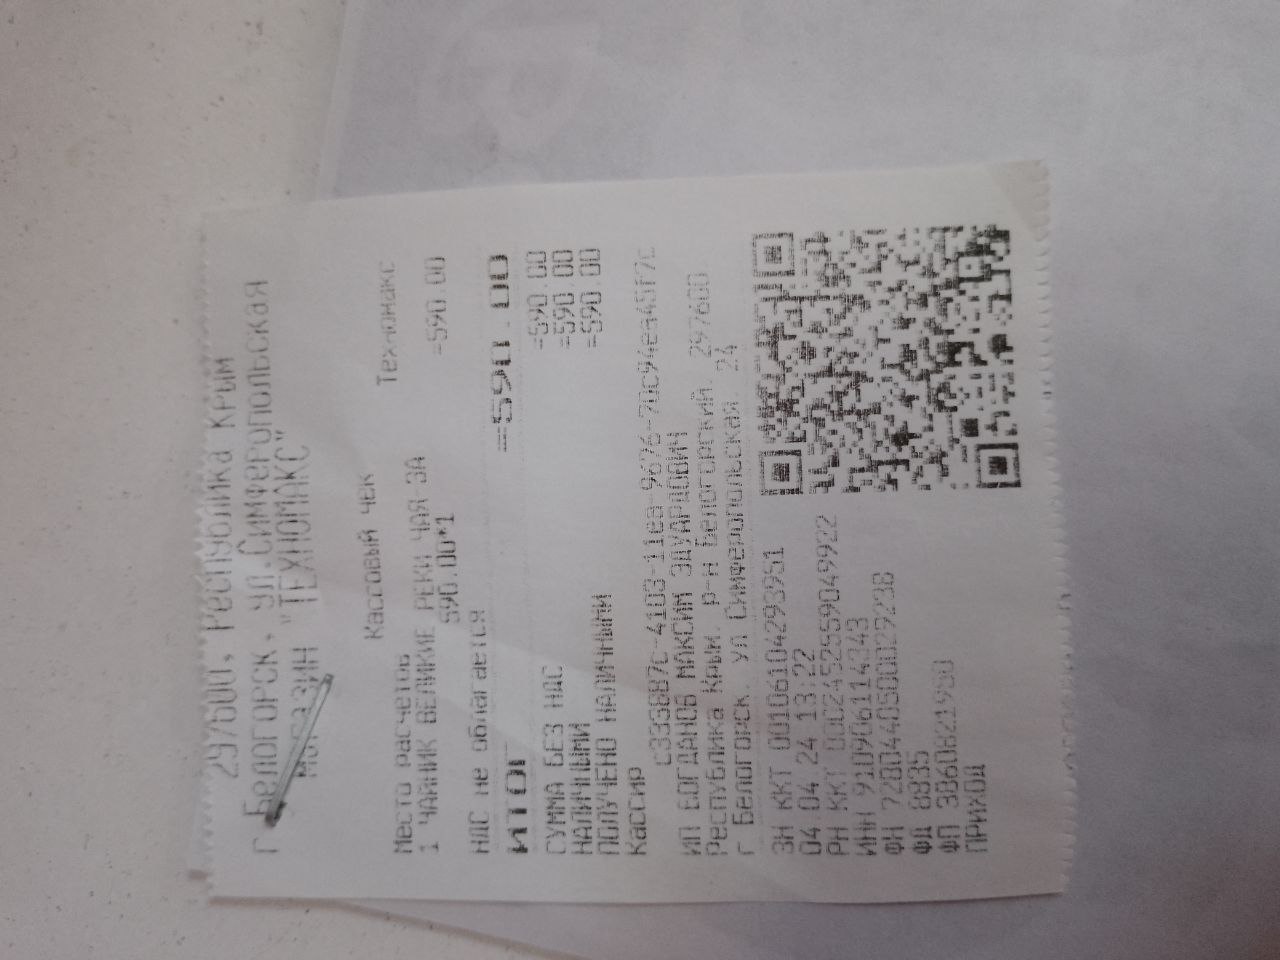 297600, Республика Крым
г Белогорск, ул.Симферопольская
магазин "ТЕХНОМАКС"
Кассовый чек
Место расчетов Техномакс
1 ЧАЙНИК ВЕЛИКИЕ РЕКИ ЧАЯ 3А
590.00*1 =590.00
НДС не облагается
ИТОГ =590.00
СУММА БЕЗ НДС =590.00
НАЛИЧНЫМИ =590.00
ПОЛУЧЕНО НАЛИЧНЫМИ =590.00
Кассир
ИП БОГДАНОВ МАКСИМ ЭДУАРДОВИЧ
Республика Крым, р-н Белогорский, 297600
г Белогорск, ул Симферопольская, 24
ЗН ККТ 00106104293951
04.04.24 13:22
РН ККТ 0002452559049922
ИНН 910906114343
ФН 7280440500029238
ФД 8835
ФП
ПРИХОД